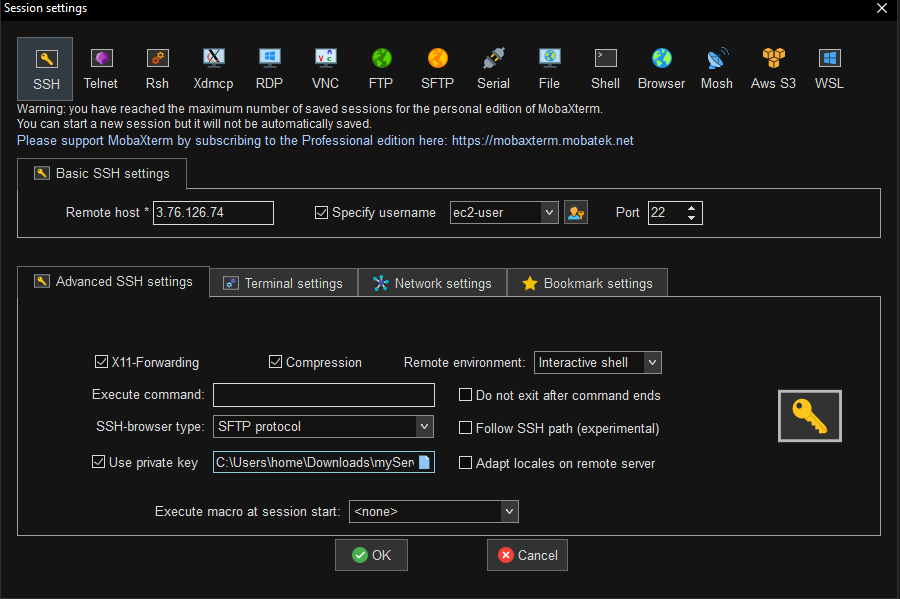 Session settings
SSH Telnet Rsh Xdmcp RDP VNC FTP SFTP Serial File Shell Browser Mosh Aws S3 WSL
Warning: you have reached the maximum number of saved sessions for the personal edition of MobaXterm.
You can start a new session but it will not be automatically saved.
Please support MobaXterm by subscribing to the Professional edition here: https://mobaxterm.mobatek.net
Basic SSH settings
Remote host * 3.76.126.74 Specify username ec2-user Port 22
Advanced SSH settings Terminal settings Network settings Bookmark settings
X11-Forwarding Compression Remote environment: Interactive shell
Execute command: Do not exit after command ends
SSH-browser type: SFTP protocol Follow SSH path (experimental)
Use private key C:\Users\home\Downloads\mySer Adapt locales on remote server
Execute macro at session start: <none>
OK Cancel